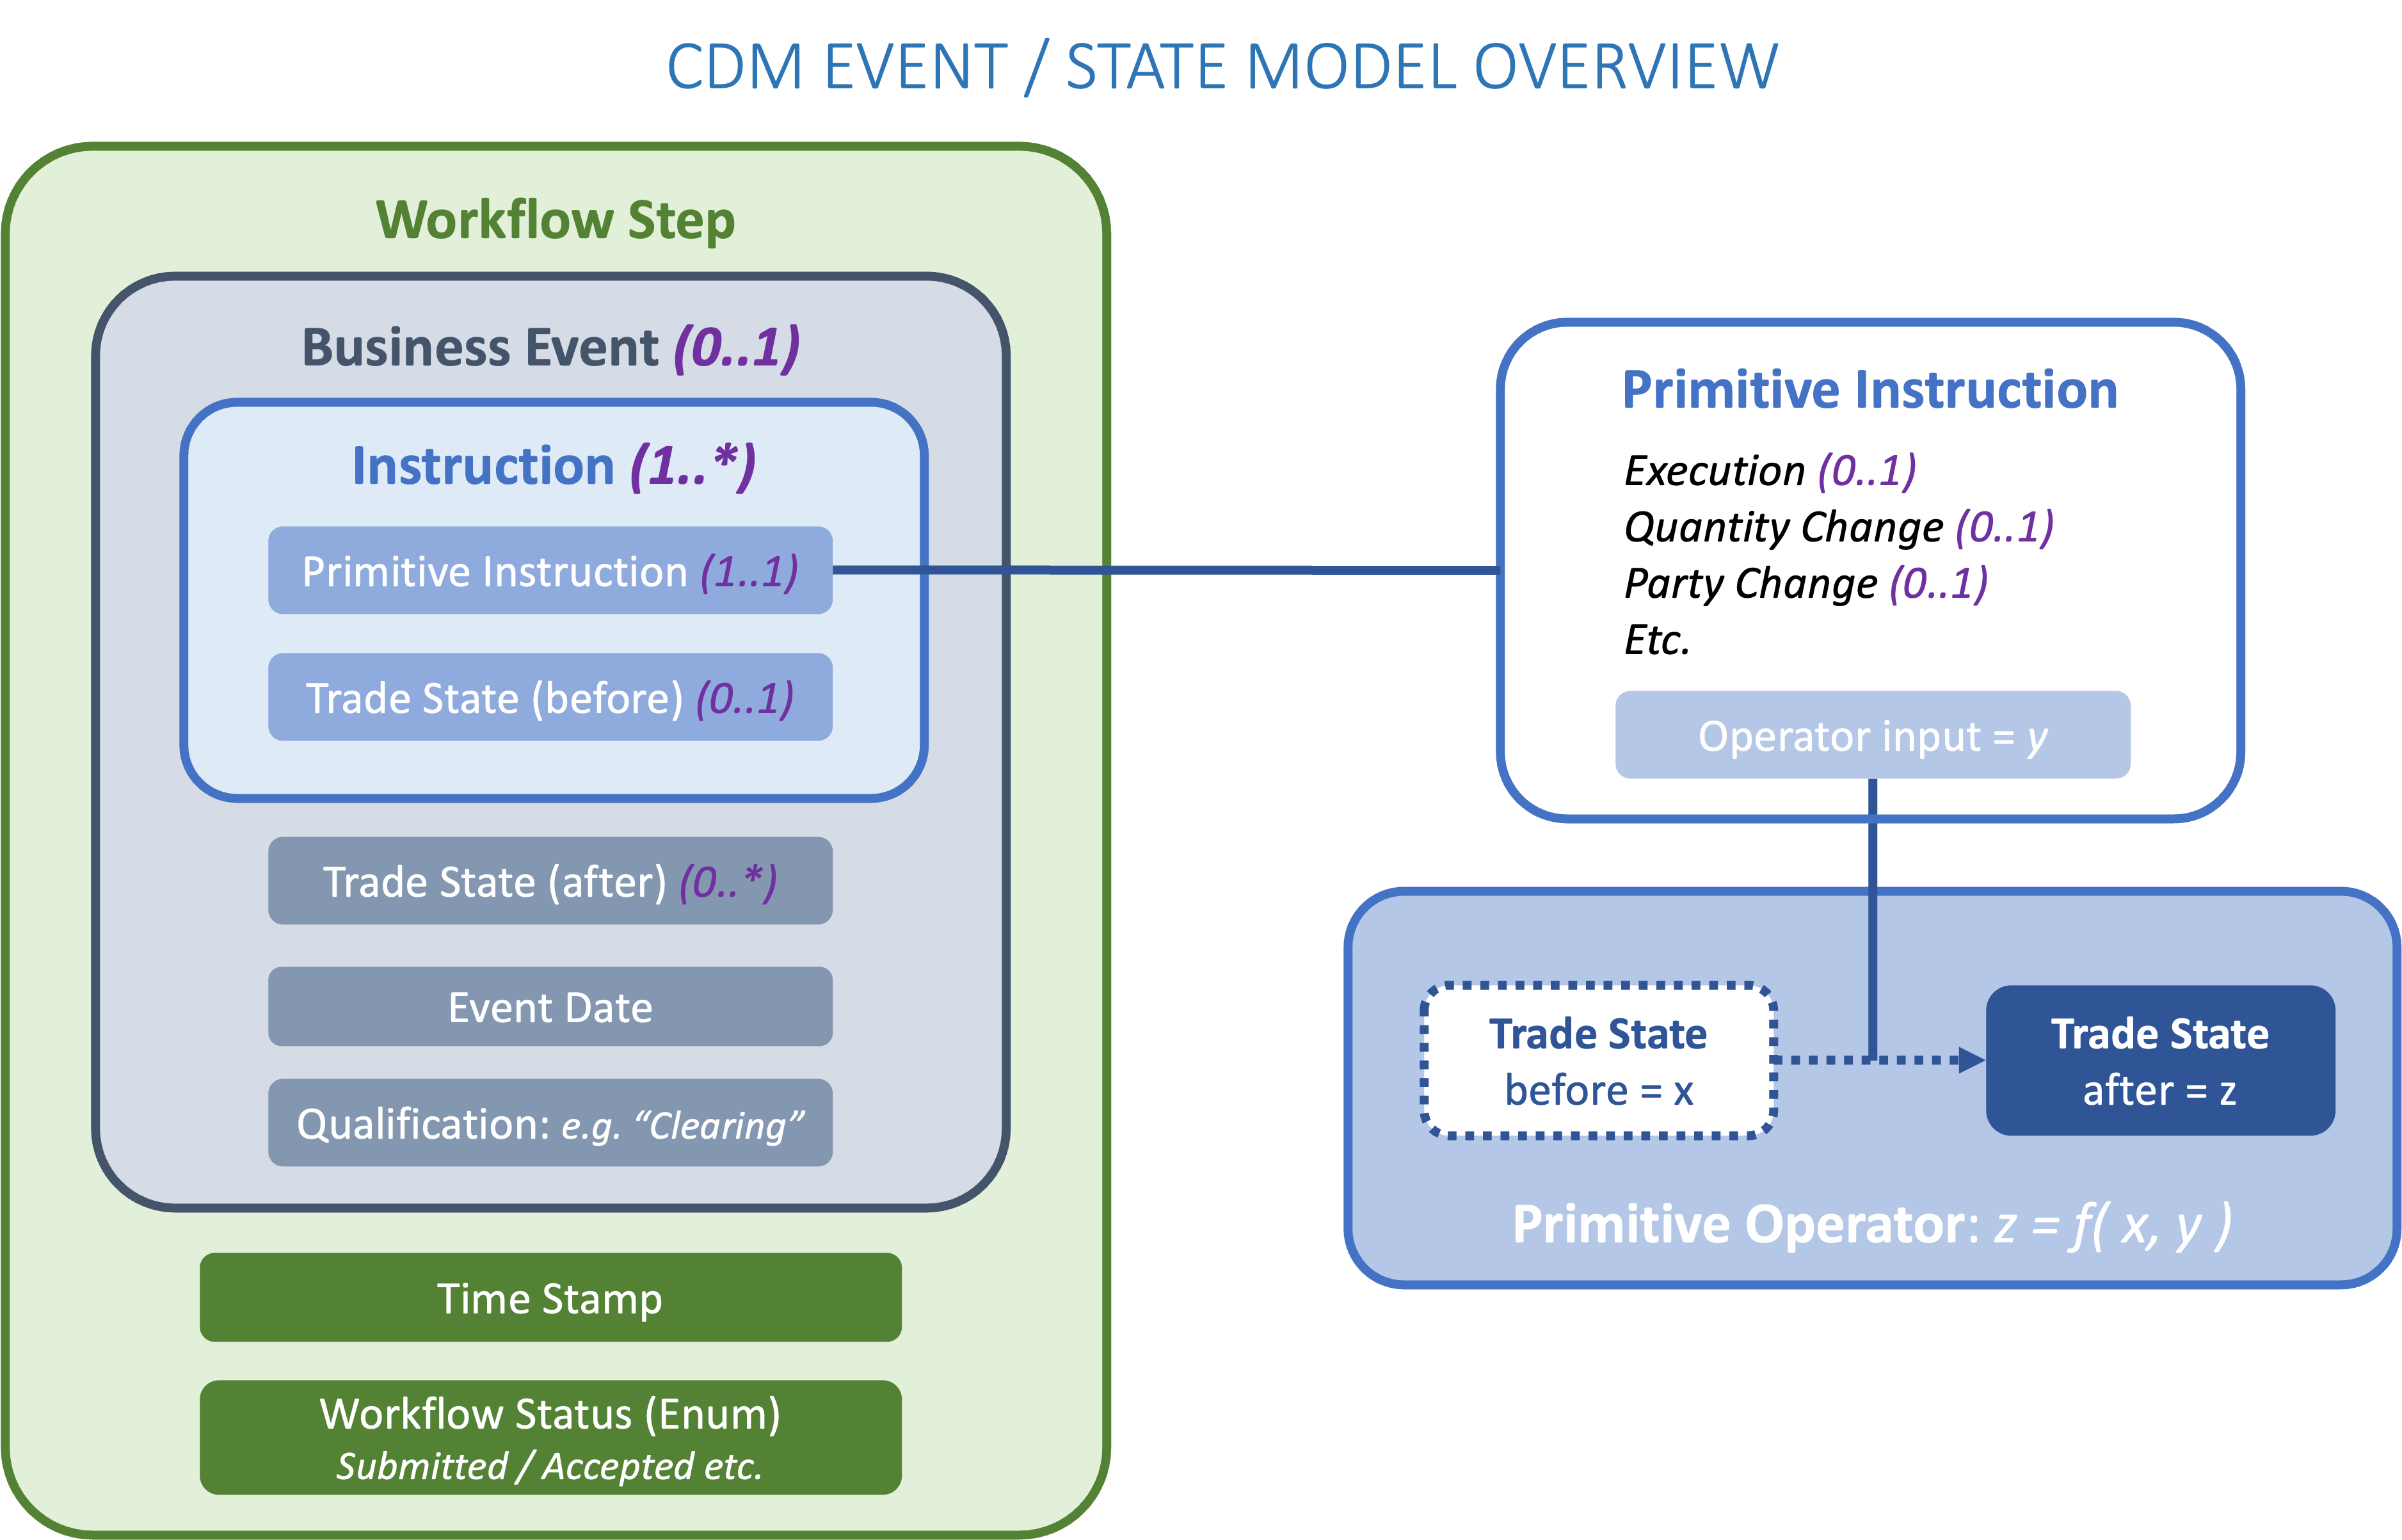 CDM EVENT / STATE MODEL OVERVIEW
Workflow Step
Business Event (0..1)
Instruction (1..*)
Primitive Instruction (1..1)
Trade State (before) (0..1)
Trade State (after) (0..*)
Event Date
Qualification: e.g. “Clearing”
Time Stamp
Workflow Status (Enum)
Submitted / Accepted etc.
Primitive Instruction
Execution (0..1)
Quantity Change (0..1)
Party Change (0..1)
Etc.
Operator input = y
Trade State
before = x
Trade State
after = z
Primitive Operator: z = f( x, y )